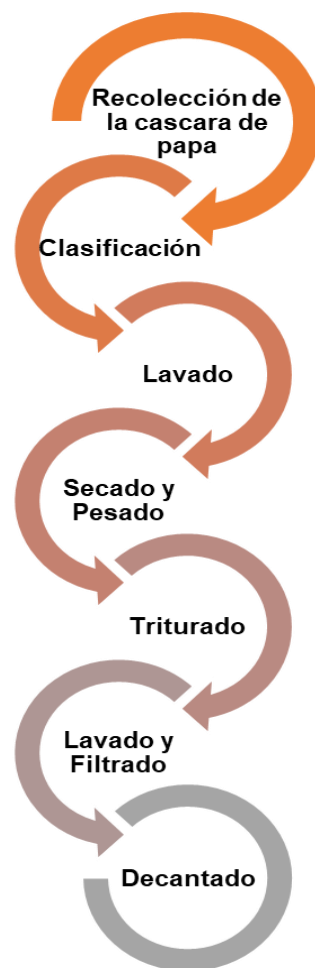 Recolección de
la cascara de
papa
Clasificación
Lavado
Secado y
Pesado
Triturado
Lavado y
Filtrado
Decantado